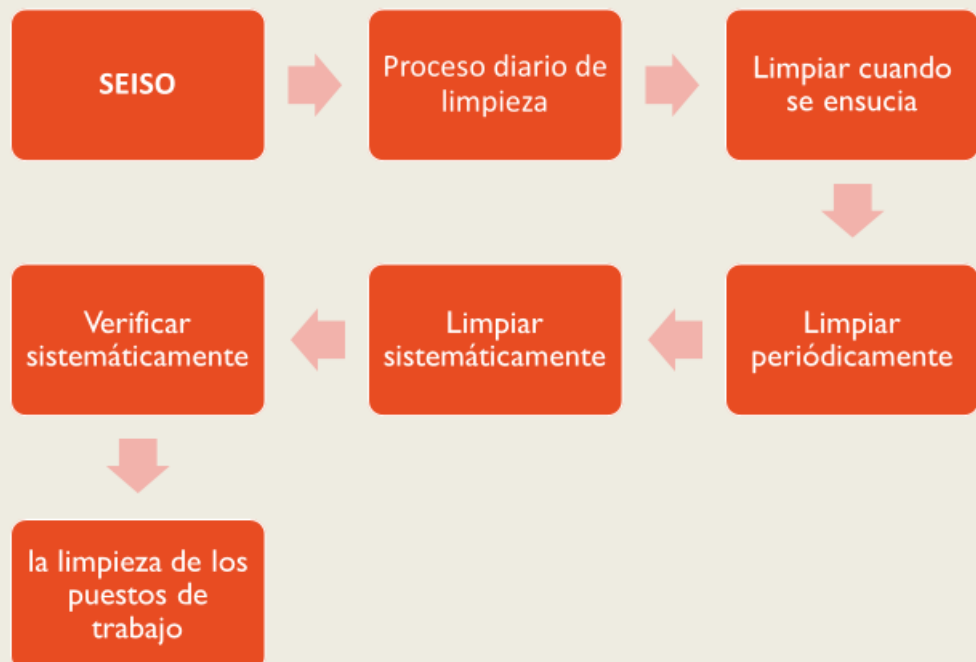 SEISO
Proceso diario de
limpieza
Limpiar cuando
se ensucia
Limpiar
periódicamente
Limpiar
sistemáticamente
Verificar
sistemáticamente
la limpieza de los
puestos de
trabajo